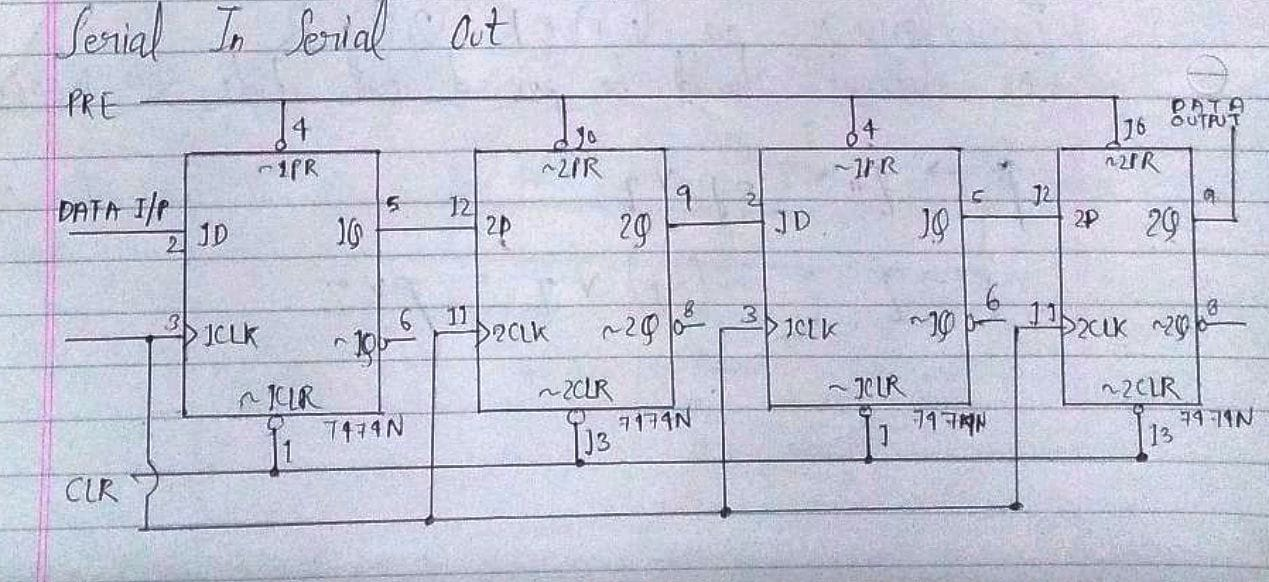 Serial In Serial Out
PRE
DATA
OUTPUT
4
10
4
16
~1PR
~2PR
~1PR
~2PR
DATA I/P
5
12
9
2
12
9
2
1D
1Q
2D
2Q
1D
1Q
2D
2Q
3
1CLK
~1Q
6
11
2CLK
~2Q
8
3
1CLK
~1Q
6
11
2CLK
~2Q
8
~1CLR
~2CLR
~1CLR
~2CLR
7474N
7474N
7474N
7474N
1
13
1
13
CLR